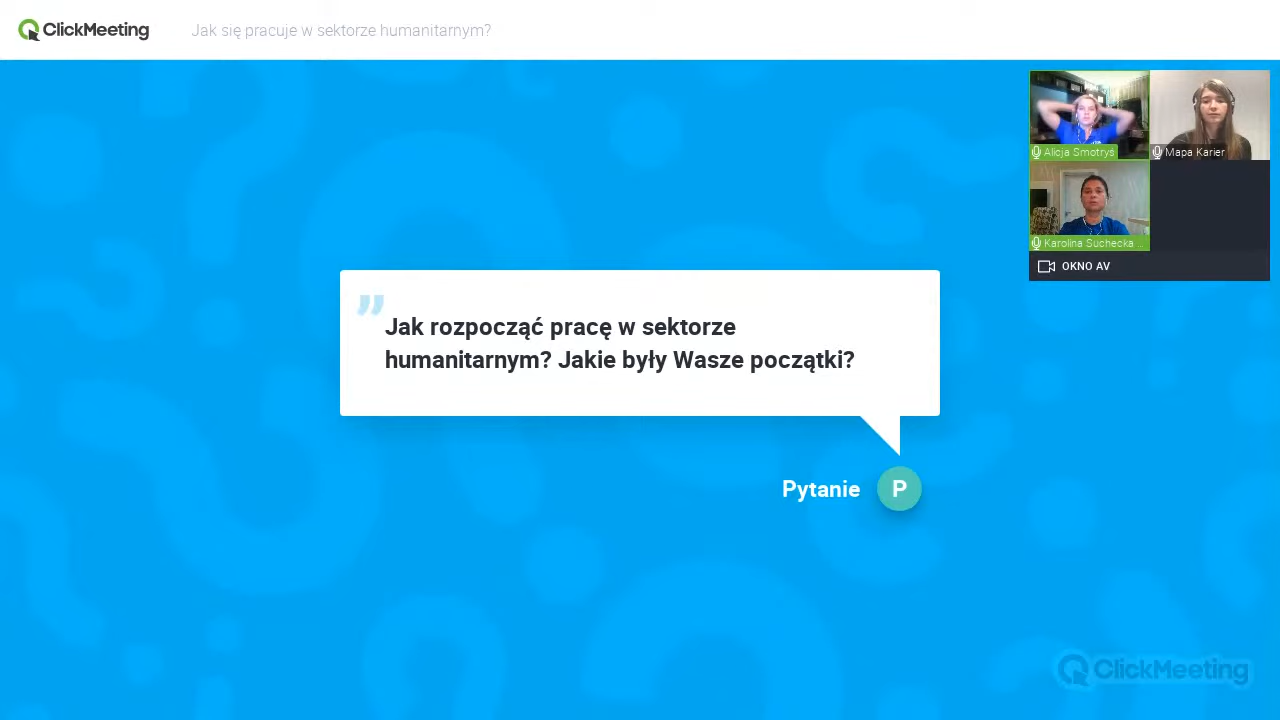 ClickMeeting
Jak się pracuje w sektorze humanitarnym?
Alicja Smotryś
Mapa Karier
Karolina Suchecka ...
OKNO AV
Jak rozpocząć pracę w sektorze
humanitarnym? Jakie były Wasze początki?
Pytanie
P
ClickMeeting